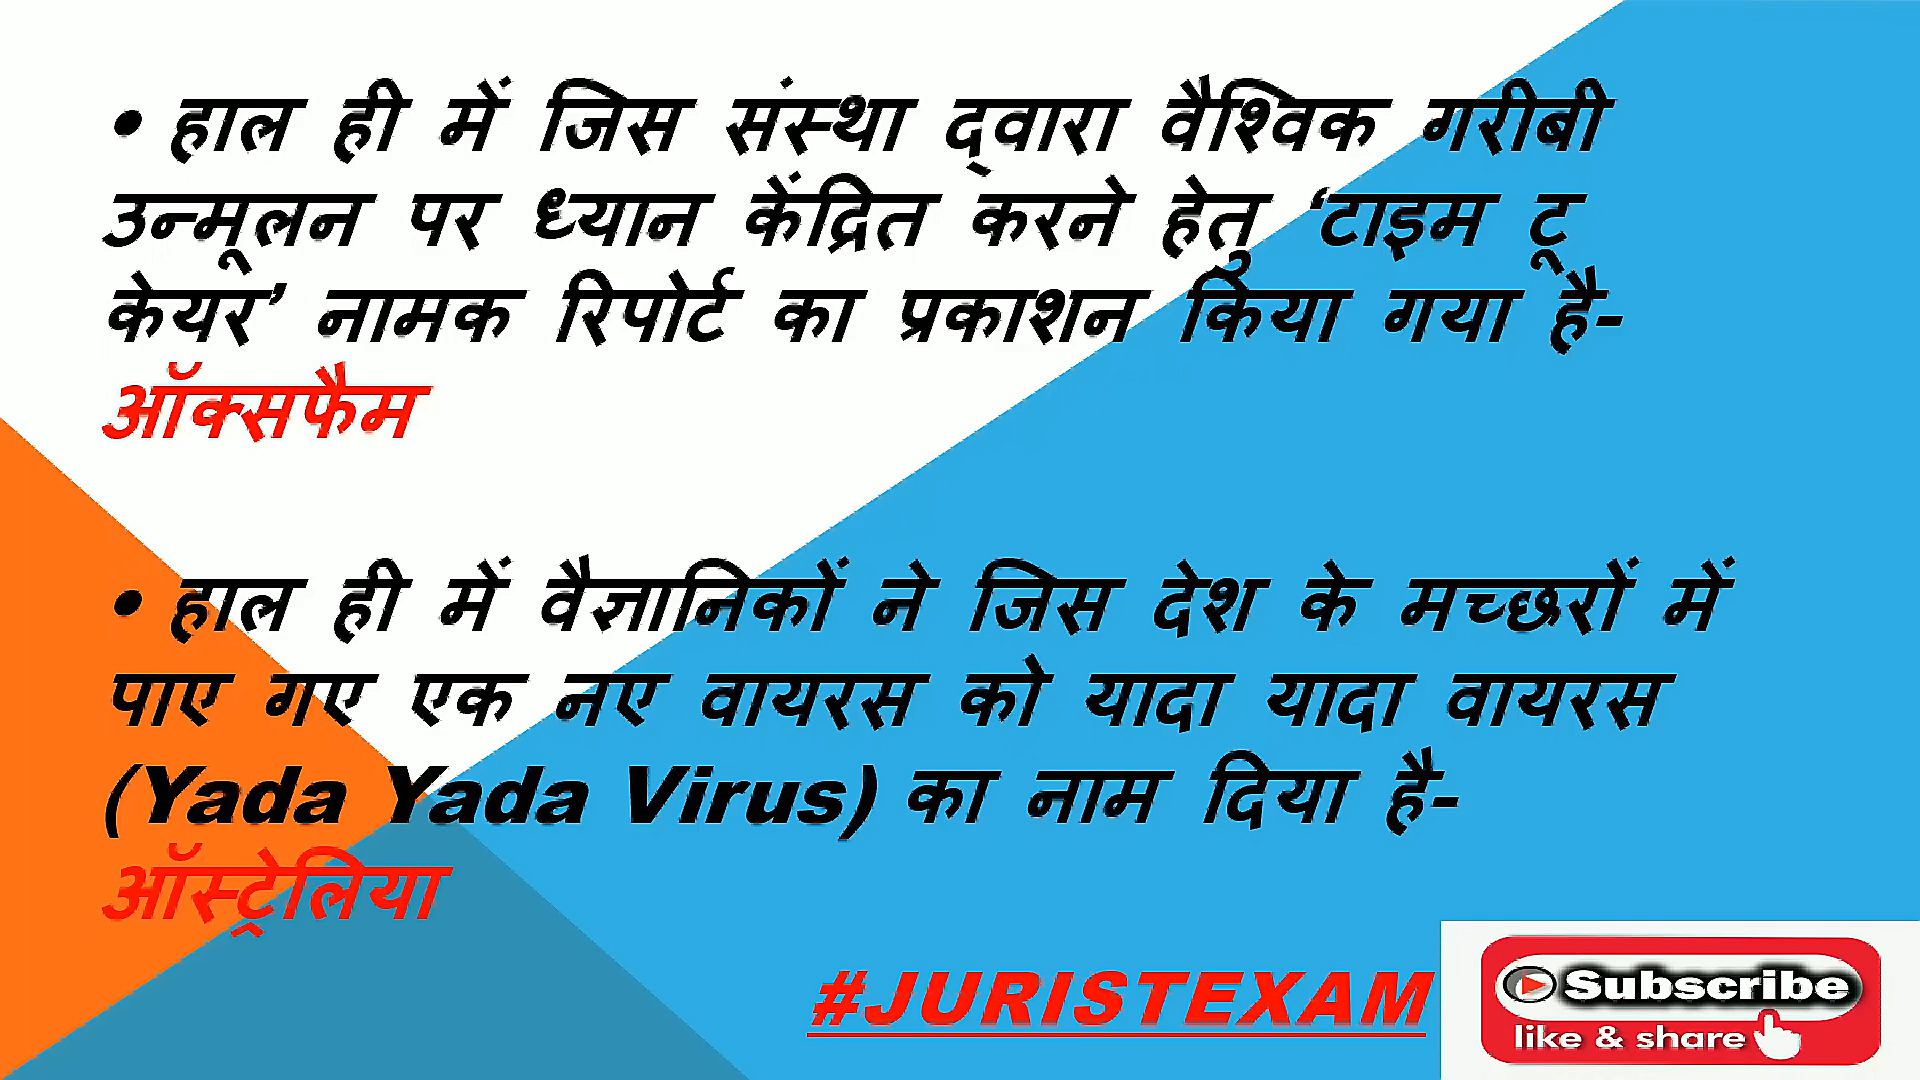 • हाल ही में जिस संस्था द्वारा वैश्विक गरीबी
उन्मूलन पर ध्यान केंद्रित करने हेतु ‘टाइम टू
केयर’ नामक रिपोर्ट का प्रकाशन किया गया है-
ऑक्सफैम
• हाल ही में वैज्ञानिकों ने जिस देश के मच्छरों में
पाए गए एक नए वायरस को यादा यादा वायरस
(Yada Yada Virus) का नाम दिया है-
ऑस्ट्रेलिया
#JURISTEXAM
Subscribe
like & share